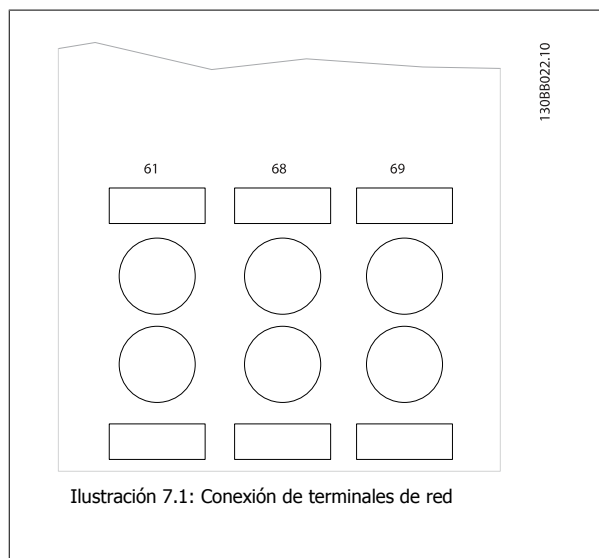 130BB022.10
61 68 69
Ilustración 7.1: Conexión de terminales de red